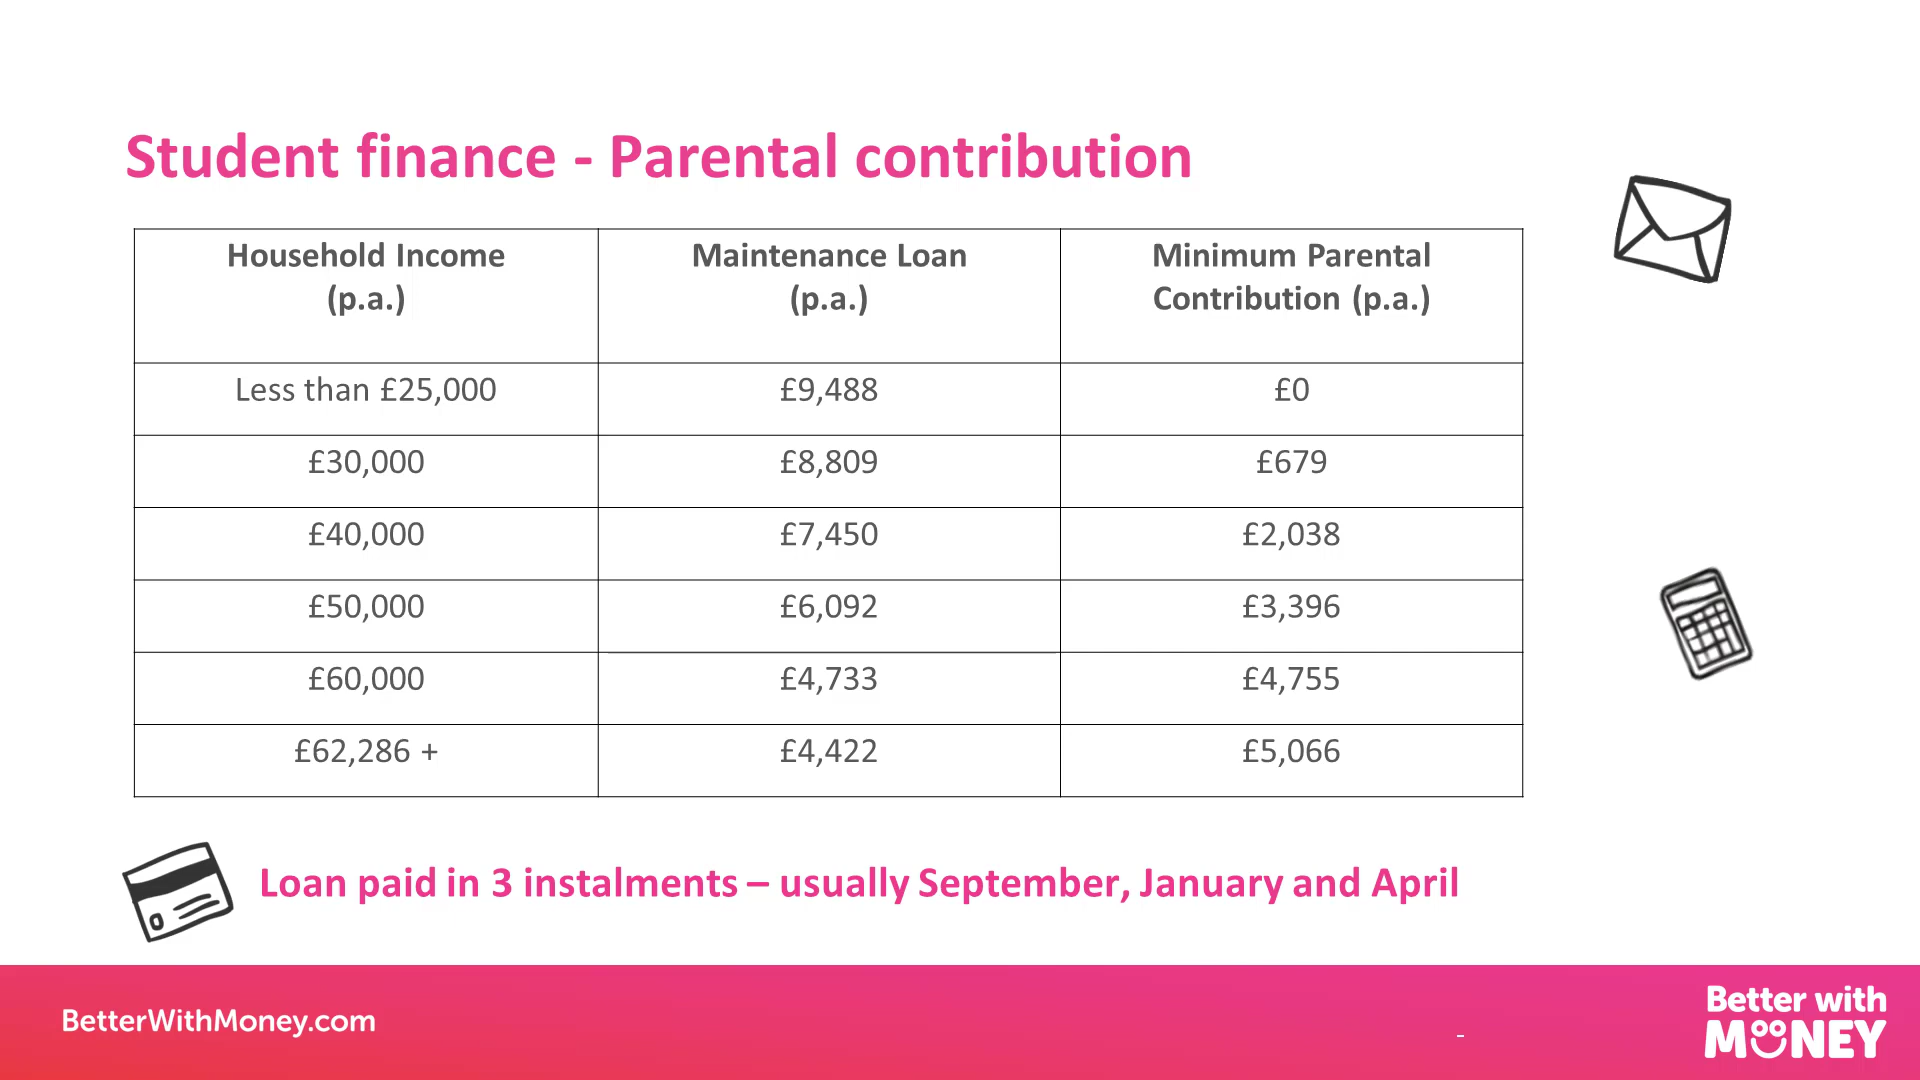 Student finance - Parental contribution
Household Income
(p.a.)
Maintenance Loan
(p.a.)
Minimum Parental
Contribution (p.a.)
Less than £25,000 £9,488 £0
£30,000 £8,809 £679
£40,000 £7,450 £2,038
£50,000 £6,092 £3,396
£60,000 £4,733 £4,755
£62,286 + £4,422 £5,066
Loan paid in 3 instalments – usually September, January and April
BetterWithMoney.com
-
Better with
MONEY